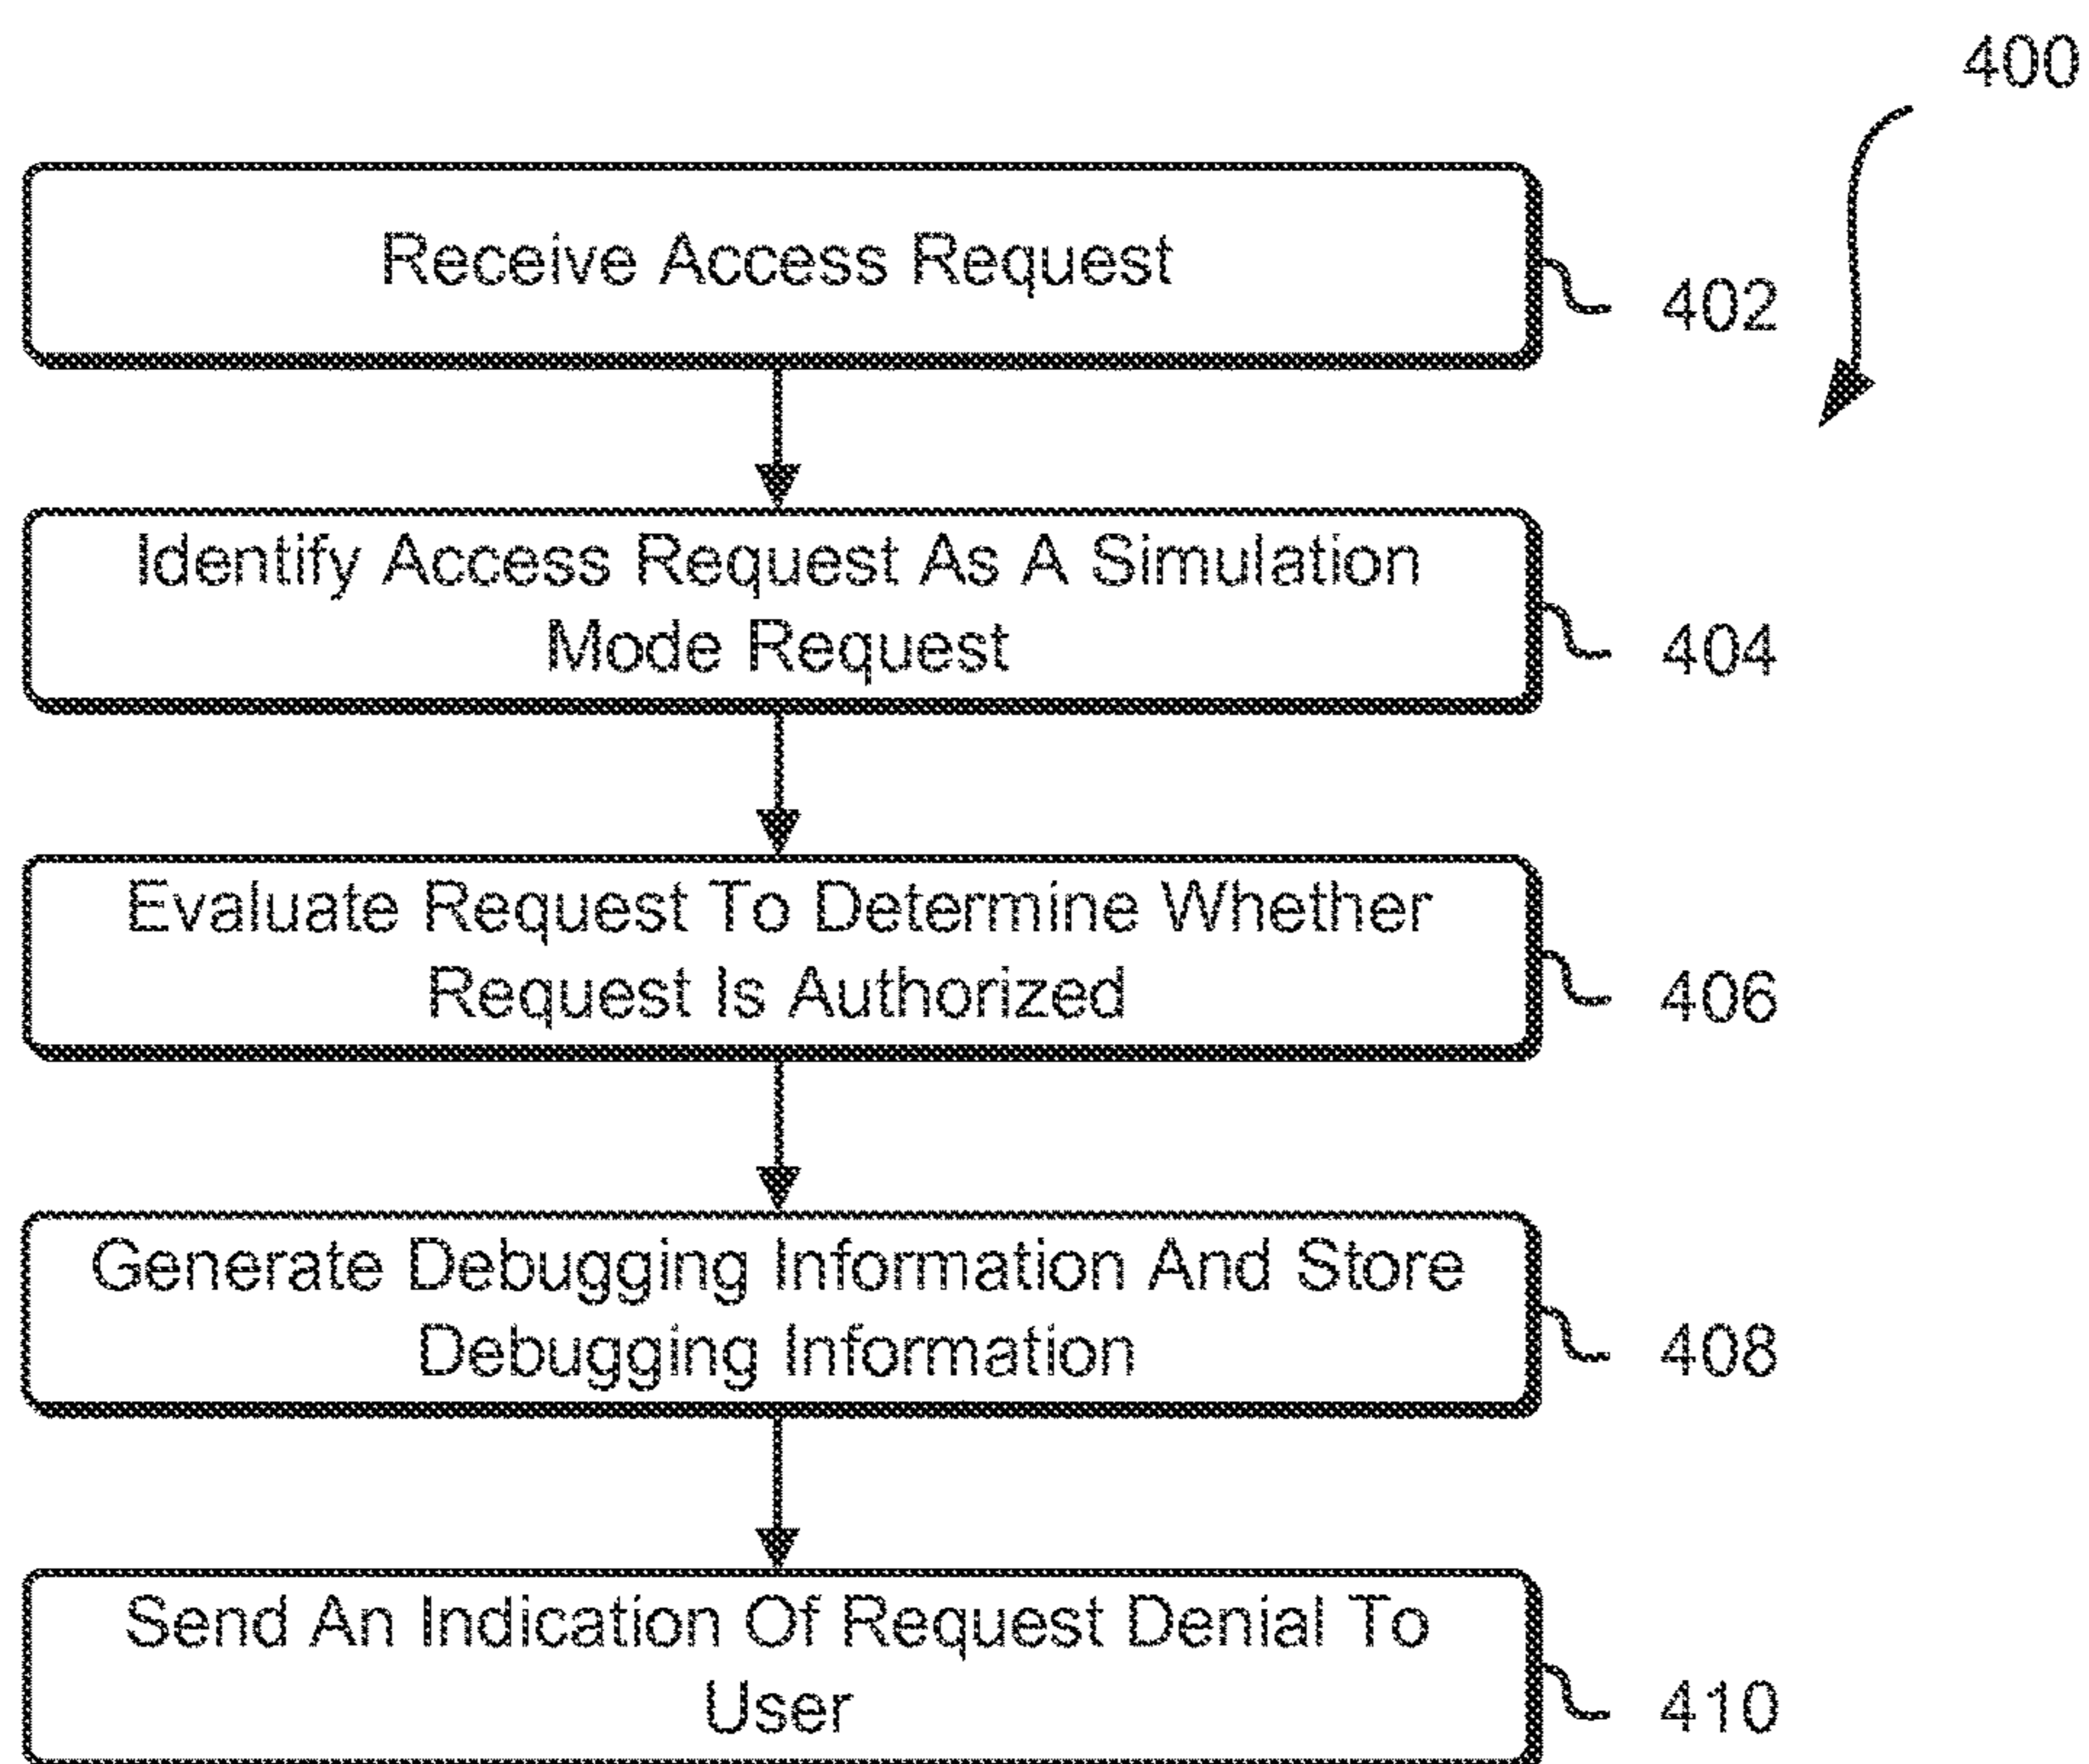 400
Receive Access Request
402
Identify Access Request As A Simulation
Mode Request
404
Evaluate Request To Determine Whether
Request Is Authorized
406
Generate Debugging Information And Store
Debugging Information
408
Send An Indication Of Request Denial To
User
410